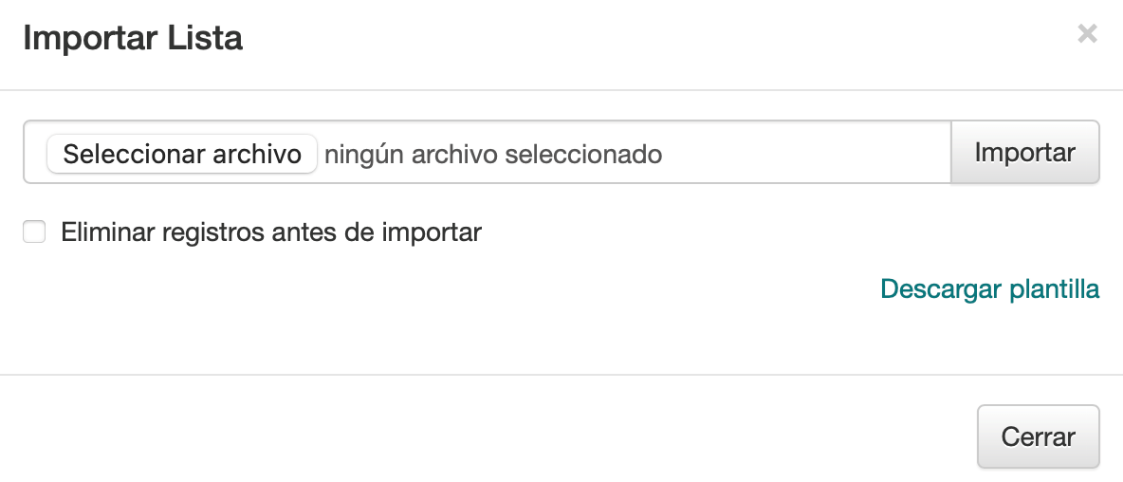 Importar Lista
×
Seleccionar archivo ningún archivo seleccionado Importar
Eliminar registros antes de importar
Descargar plantilla
Cerrar